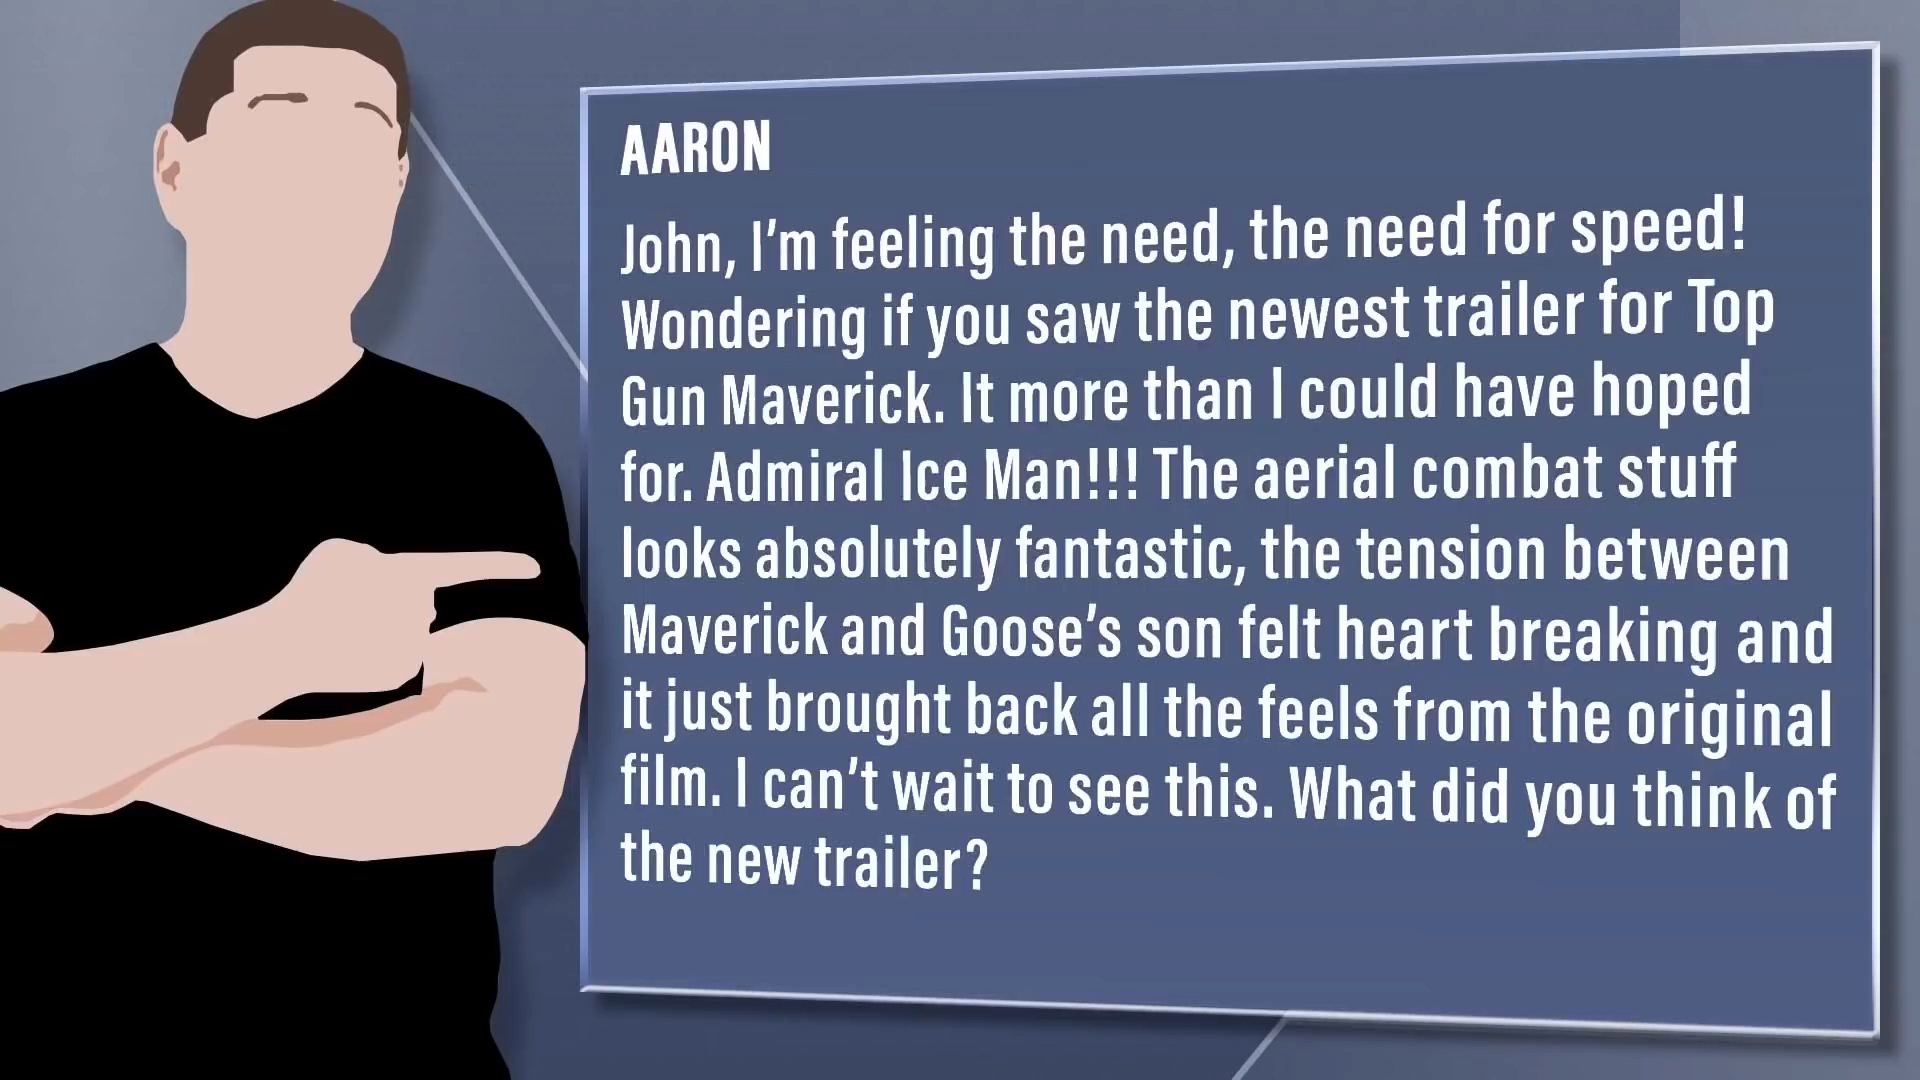 AARON
John, I'm feeling the need, the need for speed!
Wondering if you saw the newest trailer for Top
Gun Maverick. It more than I could have hoped
for. Admiral Ice Man!!! The aerial combat stuff
looks absolutely fantastic, the tension between
Maverick and Goose's son felt heart breaking and
it just brought back all the feels from the original
film. I can't wait to see this. What did you think of
the new trailer?